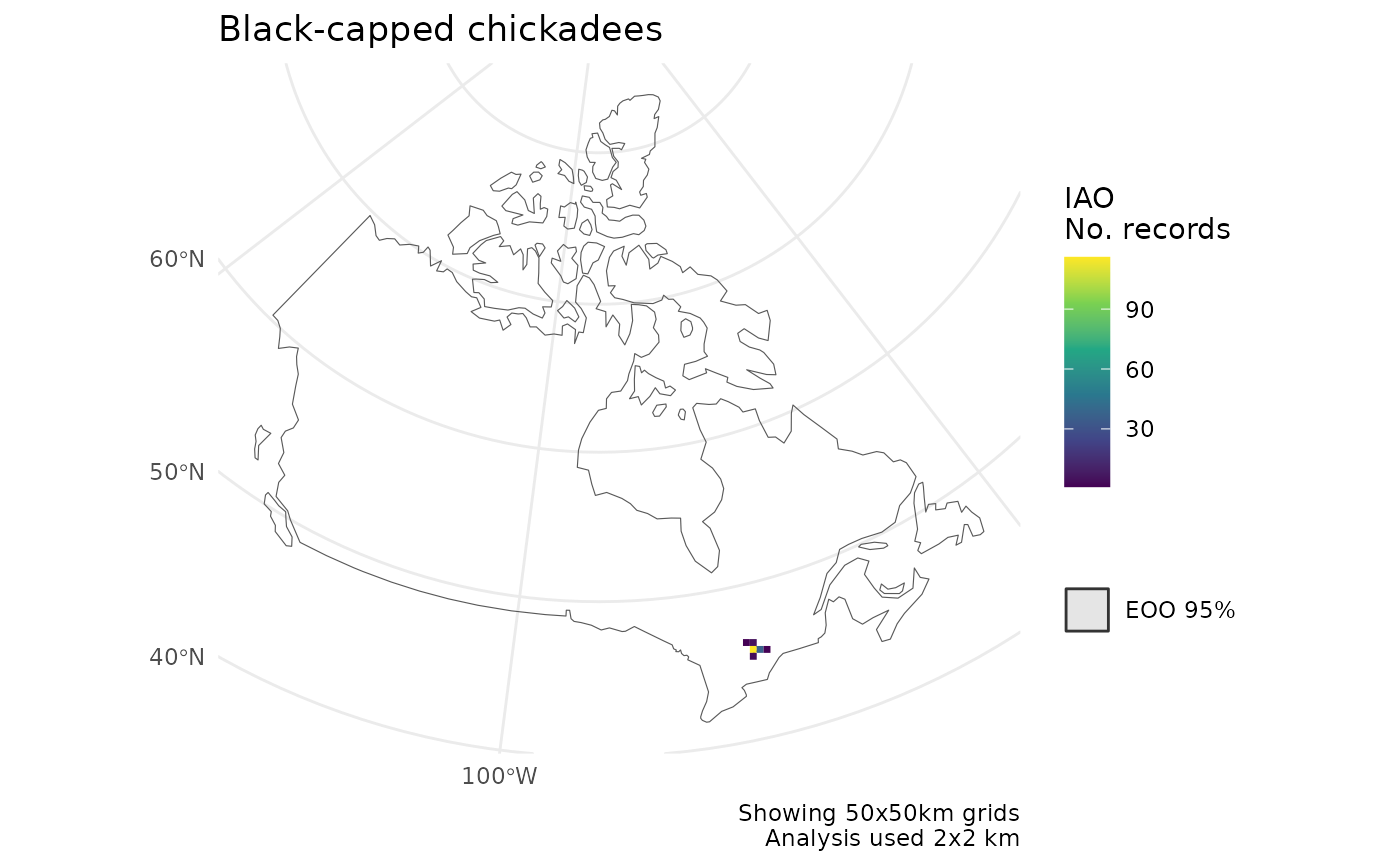 Black-capped chickadees
60°N
50°N
40°N
100°W
IAO
No. records
90
60
30
EOO 95%
Showing 50x50km grids
Analysis used 2x2 km